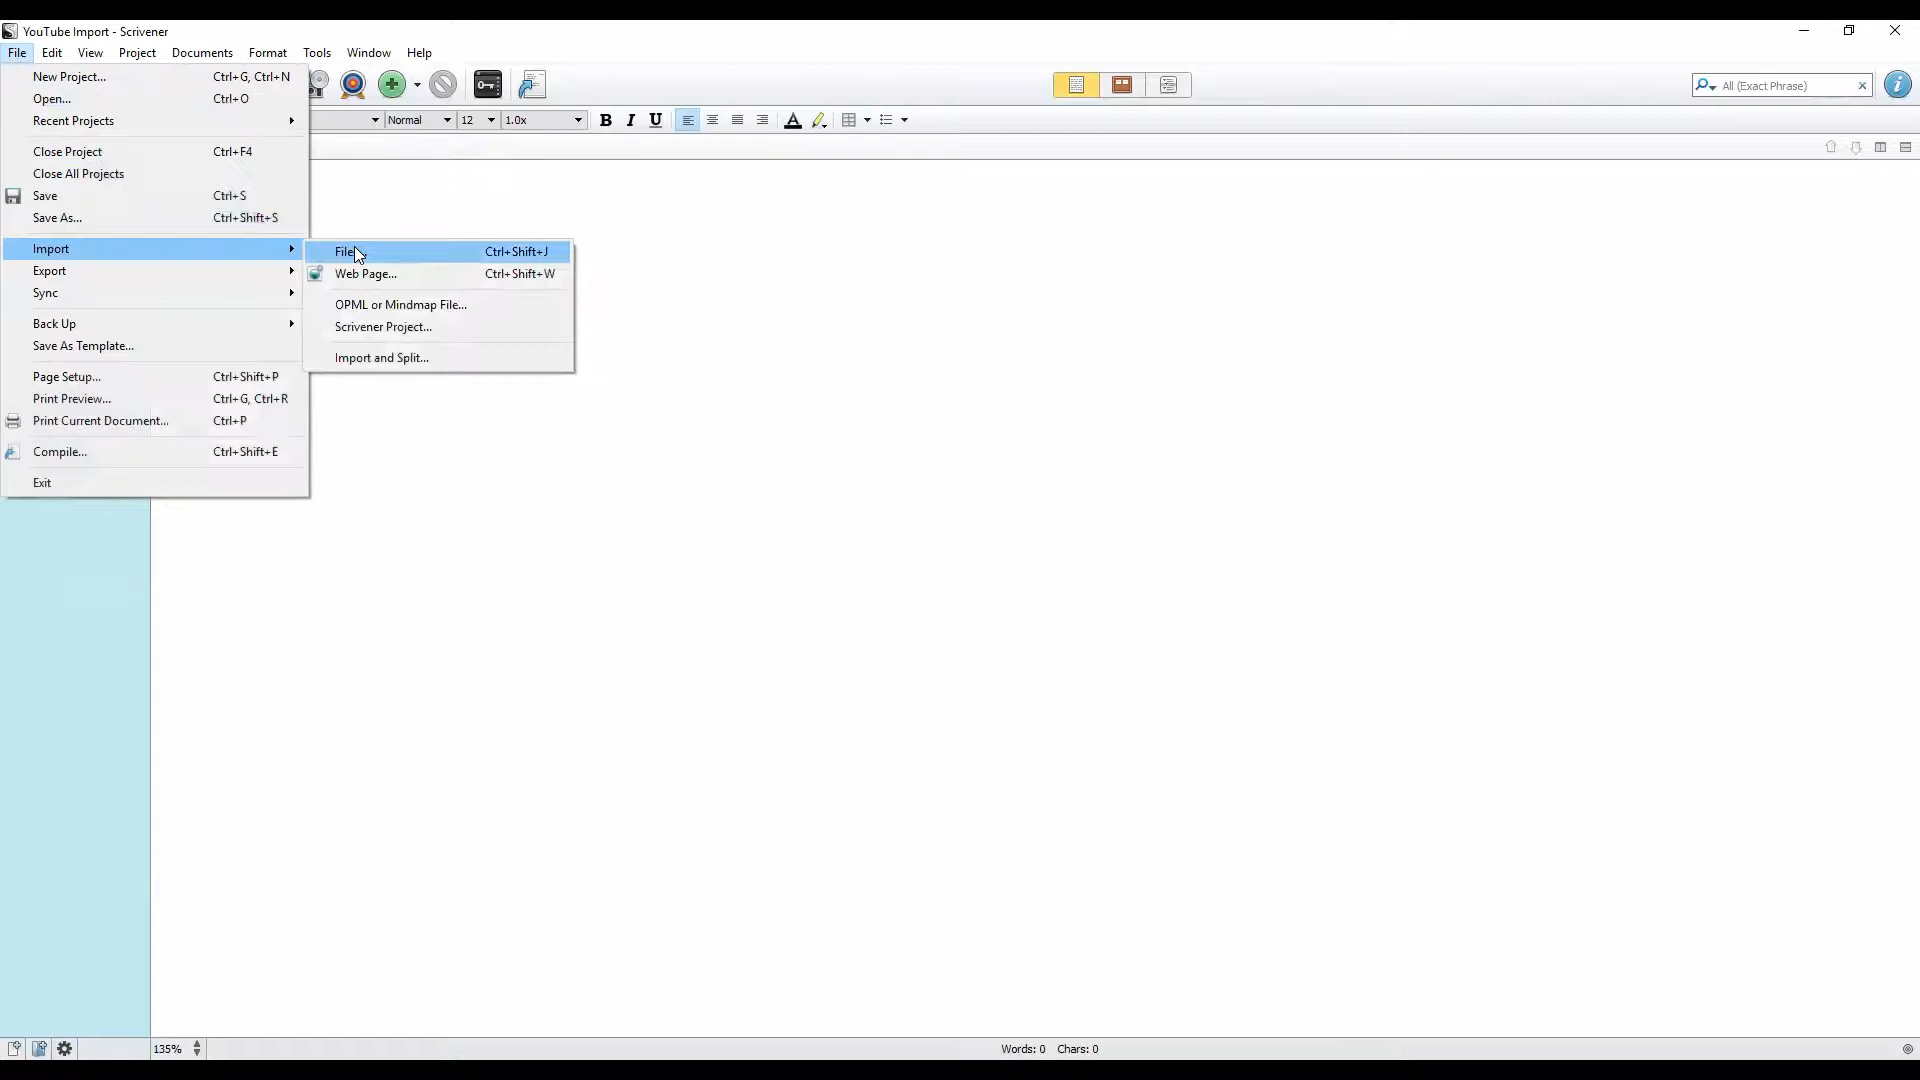 YouTube Import - Scrivener
File Edit View Project Documents Format Tools Window Help
All (Exact Phrase)
Normal 12 1.0x B I U A
New Project... Ctrl+G, Ctrl+N
Open... Ctrl+O
Recent Projects
Close Project Ctrl+F4
Close All Projects
Save Ctrl+S
Save As... Ctrl+Shift+S
Import
Export
Sync
Back Up
Save As Template...
Page Setup... Ctrl+Shift+P
Print Preview... Ctrl+G, Ctrl+R
Print Current Document... Ctrl+P
Compile... Ctrl+Shift+E
Exit
File Ctrl+Shift+J
Web Page... Ctrl+Shift+W
OPML or Mindmap File...
Scrivener Project...
Import and Split...
135% Words: 0 Chars: 0